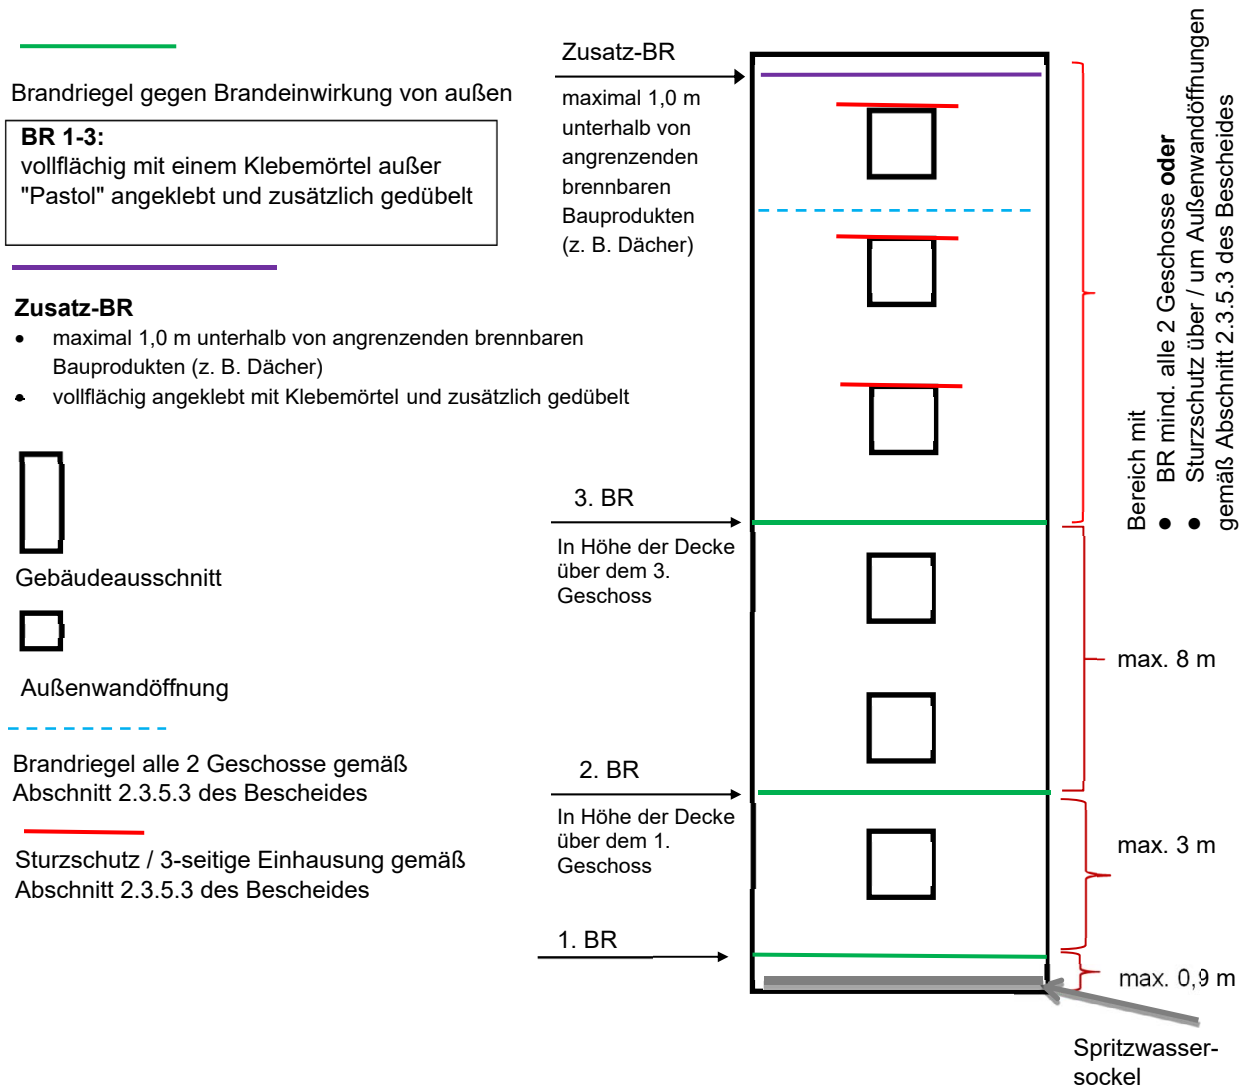 Brandriegel gegen Brandeinwirkung von außen
BR 1-3:
vollflächig mit einem Klebemörtel außer
"Pastol" angeklebt und zusätzlich gedübelt
Zusatz-BR
• maximal 1,0 m unterhalb von angrenzenden brennbaren
Bauprodukten (z. B. Dächer)
• vollflächig angeklebt mit Klebemörtel und zusätzlich gedübelt
Gebäudeausschnitt
Außenwandöffnung
Brandriegel alle 2 Geschosse gemäß
Abschnitt 2.3.5.3 des Bescheides
Sturzschutz / 3-seitige Einhausung gemäß
Abschnitt 2.3.5.3 des Bescheides
Zusatz-BR
maximal 1,0 m
unterhalb von
angrenzenden
brennbaren
Bauprodukten
(z. B. Dächer)
3. BR
In Höhe der Decke
über dem 3.
Geschoss
2. BR
In Höhe der Decke
über dem 1.
Geschoss
1. BR
Bereich mit
• BR mind. alle 2 Geschosse oder
• Sturzschutz über / um Außenwandöffnungen
gemäß Abschnitt 2.3.5.3 des Bescheides
max. 8 m
max. 3 m
max. 0,9 m
Spritzwasser-
sockel